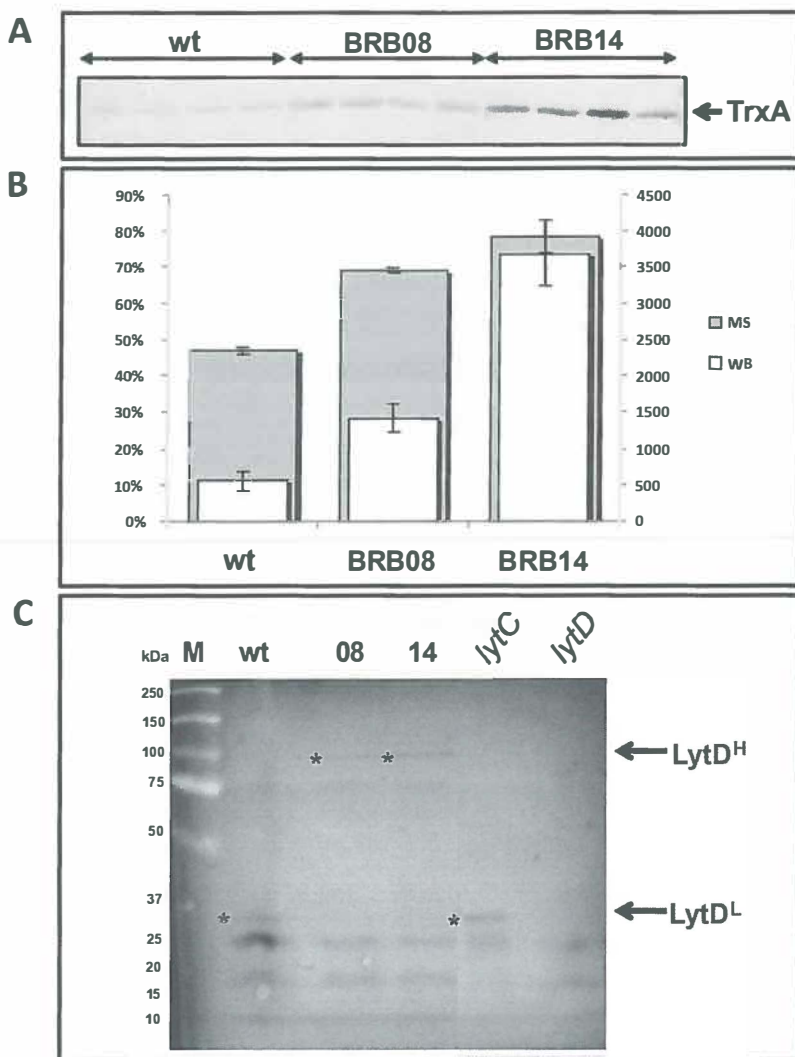 A
wt BRB08 BRB14
TrxA
B
90% 4500
80% 4000
70% 3500
60% 3000
50% 2500
40% 2000
30% 1500
20% 1000
10% 500
0% 0
MS
WB
wt BRB08 BRB14
C
kDa M wt 08 14 lytC lytD
250
150
100
75
50
37
25
20
15
10
* *
* *
LytDᴴ
LytDᴸ